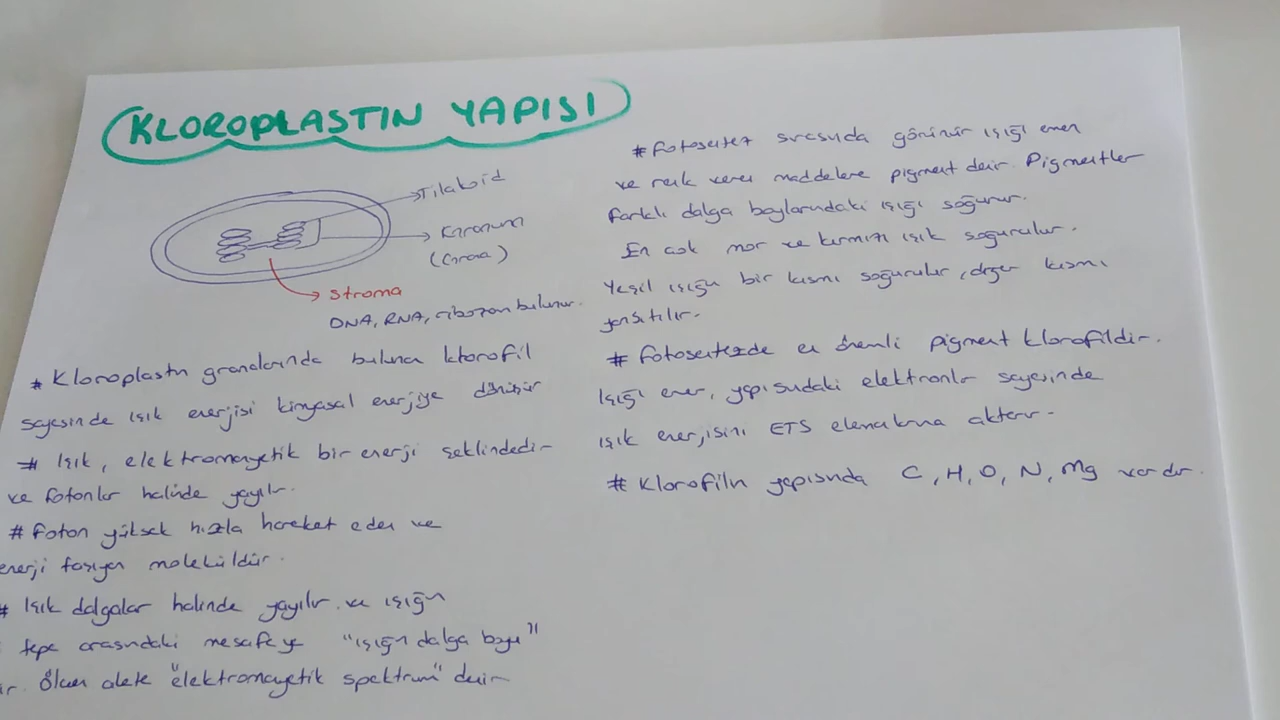 KLOROPLASTIN YAPISI
Tilakoid
Granum
(Grana)
Stroma
DNA, RNA, ribozom bulunur.
* Kloroplastın granalarında bulunan klorofil
sayesinde ışık enerjisi kimyasal enerjiye dönüşür
# Işık, elektromanyetik bir enerji şeklindedir
ve fotonlar halinde yayılır.
# Foton yüksek hızla hareket eden ve
enerji taşıyan moleküldür.
# Işık dalgalar halinde yayılır ve ışığın
tepe arasındaki mesafeye "ışığın dalga boyu"
Ölçen alete "elektromanyetik spektrum" denir
# Fotosentez sırasında görünür ışığı emen
ve renk veren maddelere pigment denir. Pigmentler
farklı dalga boylarındaki ışığı soğurur.
En çok mor ve kırmızı ışık soğurulur.
Yeşil ışığın bir kısmı soğurulur, diğer kısmı
yansıtılır.
# Fotosentezde en önemli pigment klorofildir.
Işığı emer, yapısındaki elektronlar sayesinde
ışık enerjisini ETS elemanlarına aktarır.
# Klorofilin yapısında C, H, O, N, Mg vardır.